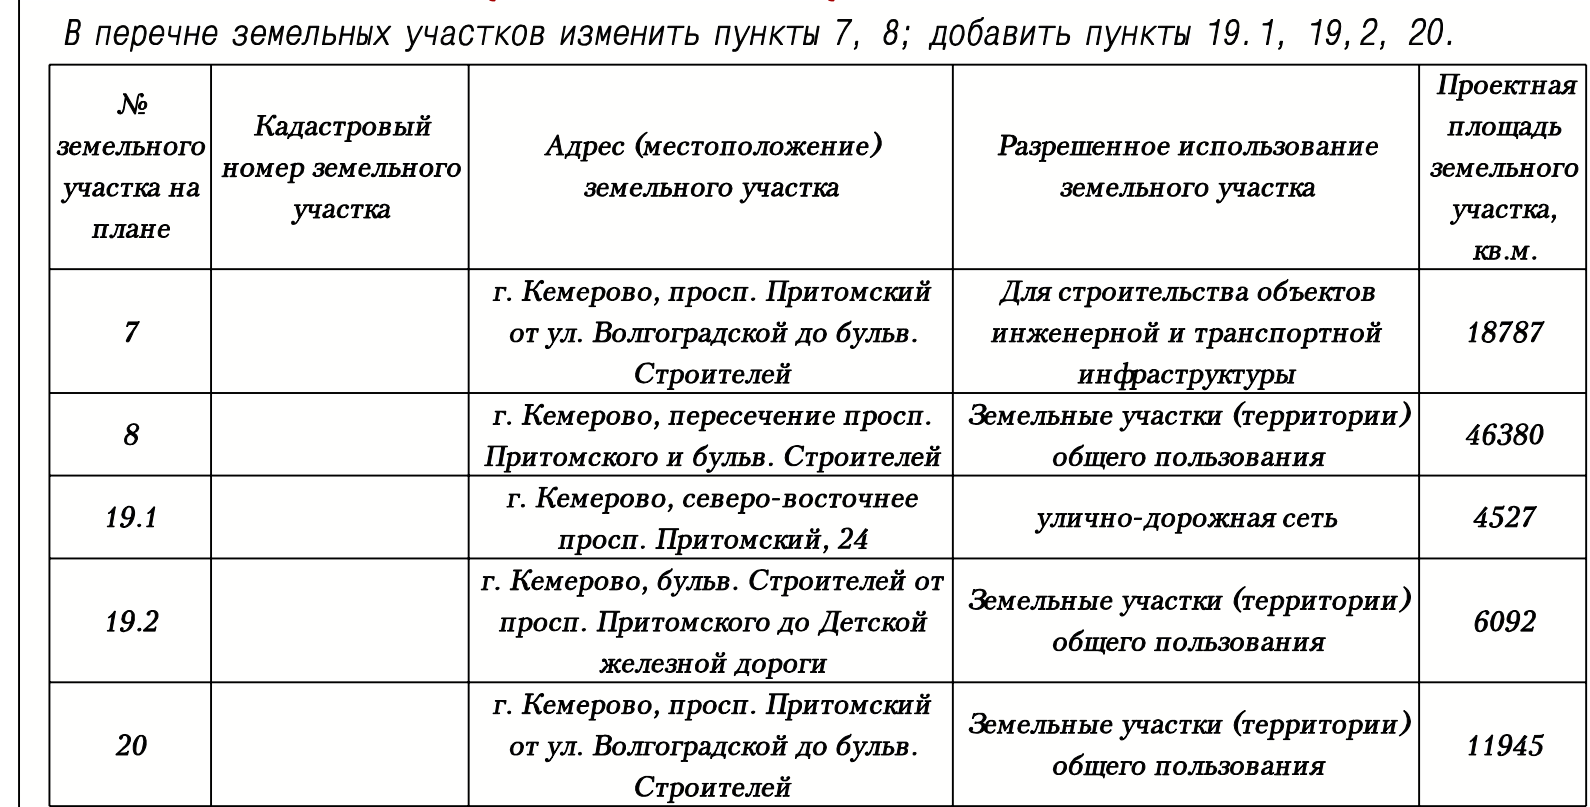 В перечне земельных участков изменить пункты 7, 8; добавить пункты 19.1, 19,2, 20.
№
земельного
участка на
плане
Кадастровый
номер земельного
участка
Адрес (местоположение)
земельного участка
Разрешенное использование
земельного участка
Проектная
площадь
земельного
участка,
кв.м.
7
г. Кемерово, просп. Притомский
от ул. Волгоградской до бульв.
Строителей
Для строительства объектов
инженерной и транспортной
инфраструктуры
18787
8
г. Кемерово, пересечение просп.
Притомского и бульв. Строителей
Земельные участки (территории)
общего пользования
46380
19.1
г. Кемерово, северо-восточнее
просп. Притомский, 24
улично-дорожная сеть
4527
19.2
г. Кемерово, бульв. Строителей от
просп. Притомского до Детской
железной дороги
Земельные участки (территории)
общего пользования
6092
20
г. Кемерово, просп. Притомский
от ул. Волгоградской до бульв.
Строителей
Земельные участки (территории)
общего пользования
11945